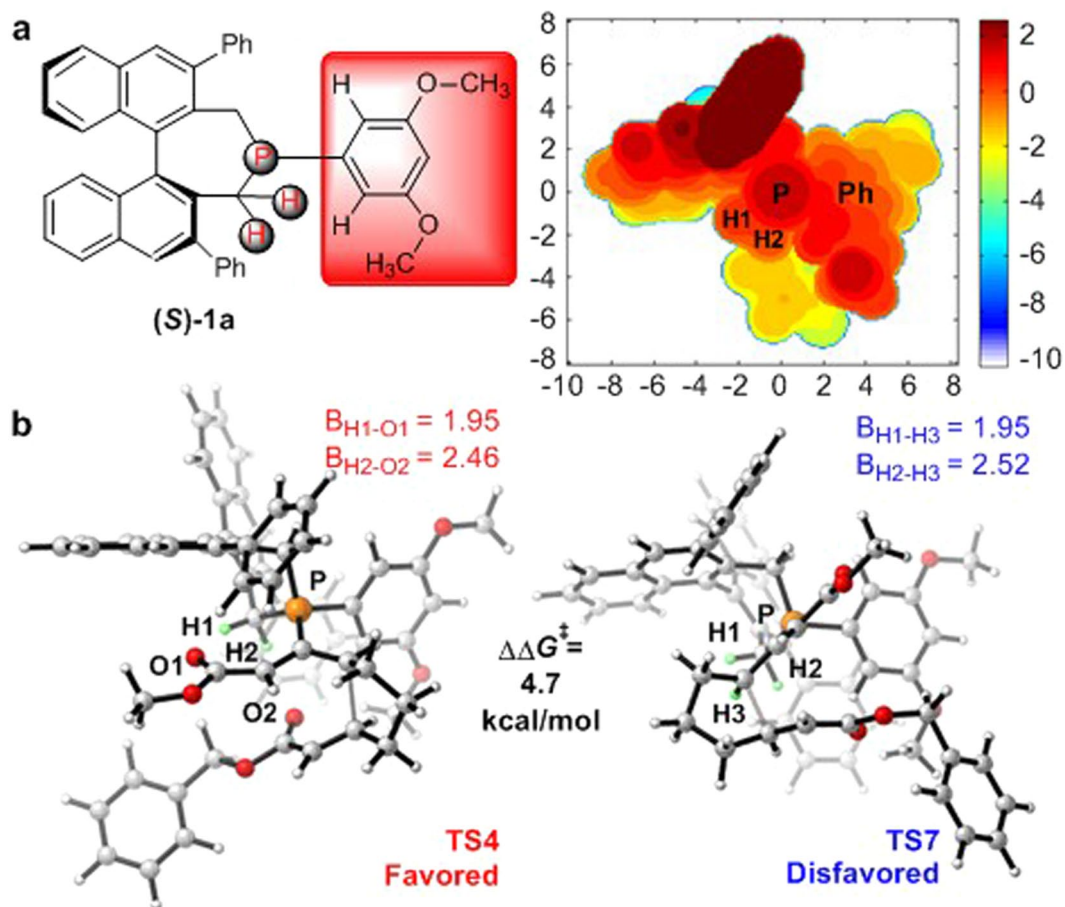 a
Ph
H
O—CH3
P
H
H
H
O
Ph
H3C
(S)-1a
8
6
4
2
0
-2
-4
-6
-8
-10 -8 -6 -4 -2 0 2 4 6 8
P
Ph
H1
H2
2
0
-2
-4
-6
-8
-10
b
BH1-O1 = 1.95
BH2-O2 = 2.46
P
H1
H2
O1
O2
ΔΔG‡=
4.7
kcal/mol
TS4
Favored
BH1-H3 = 1.95
BH2-H3 = 2.52
P
H1
H2
H3
TS7
Disfavored